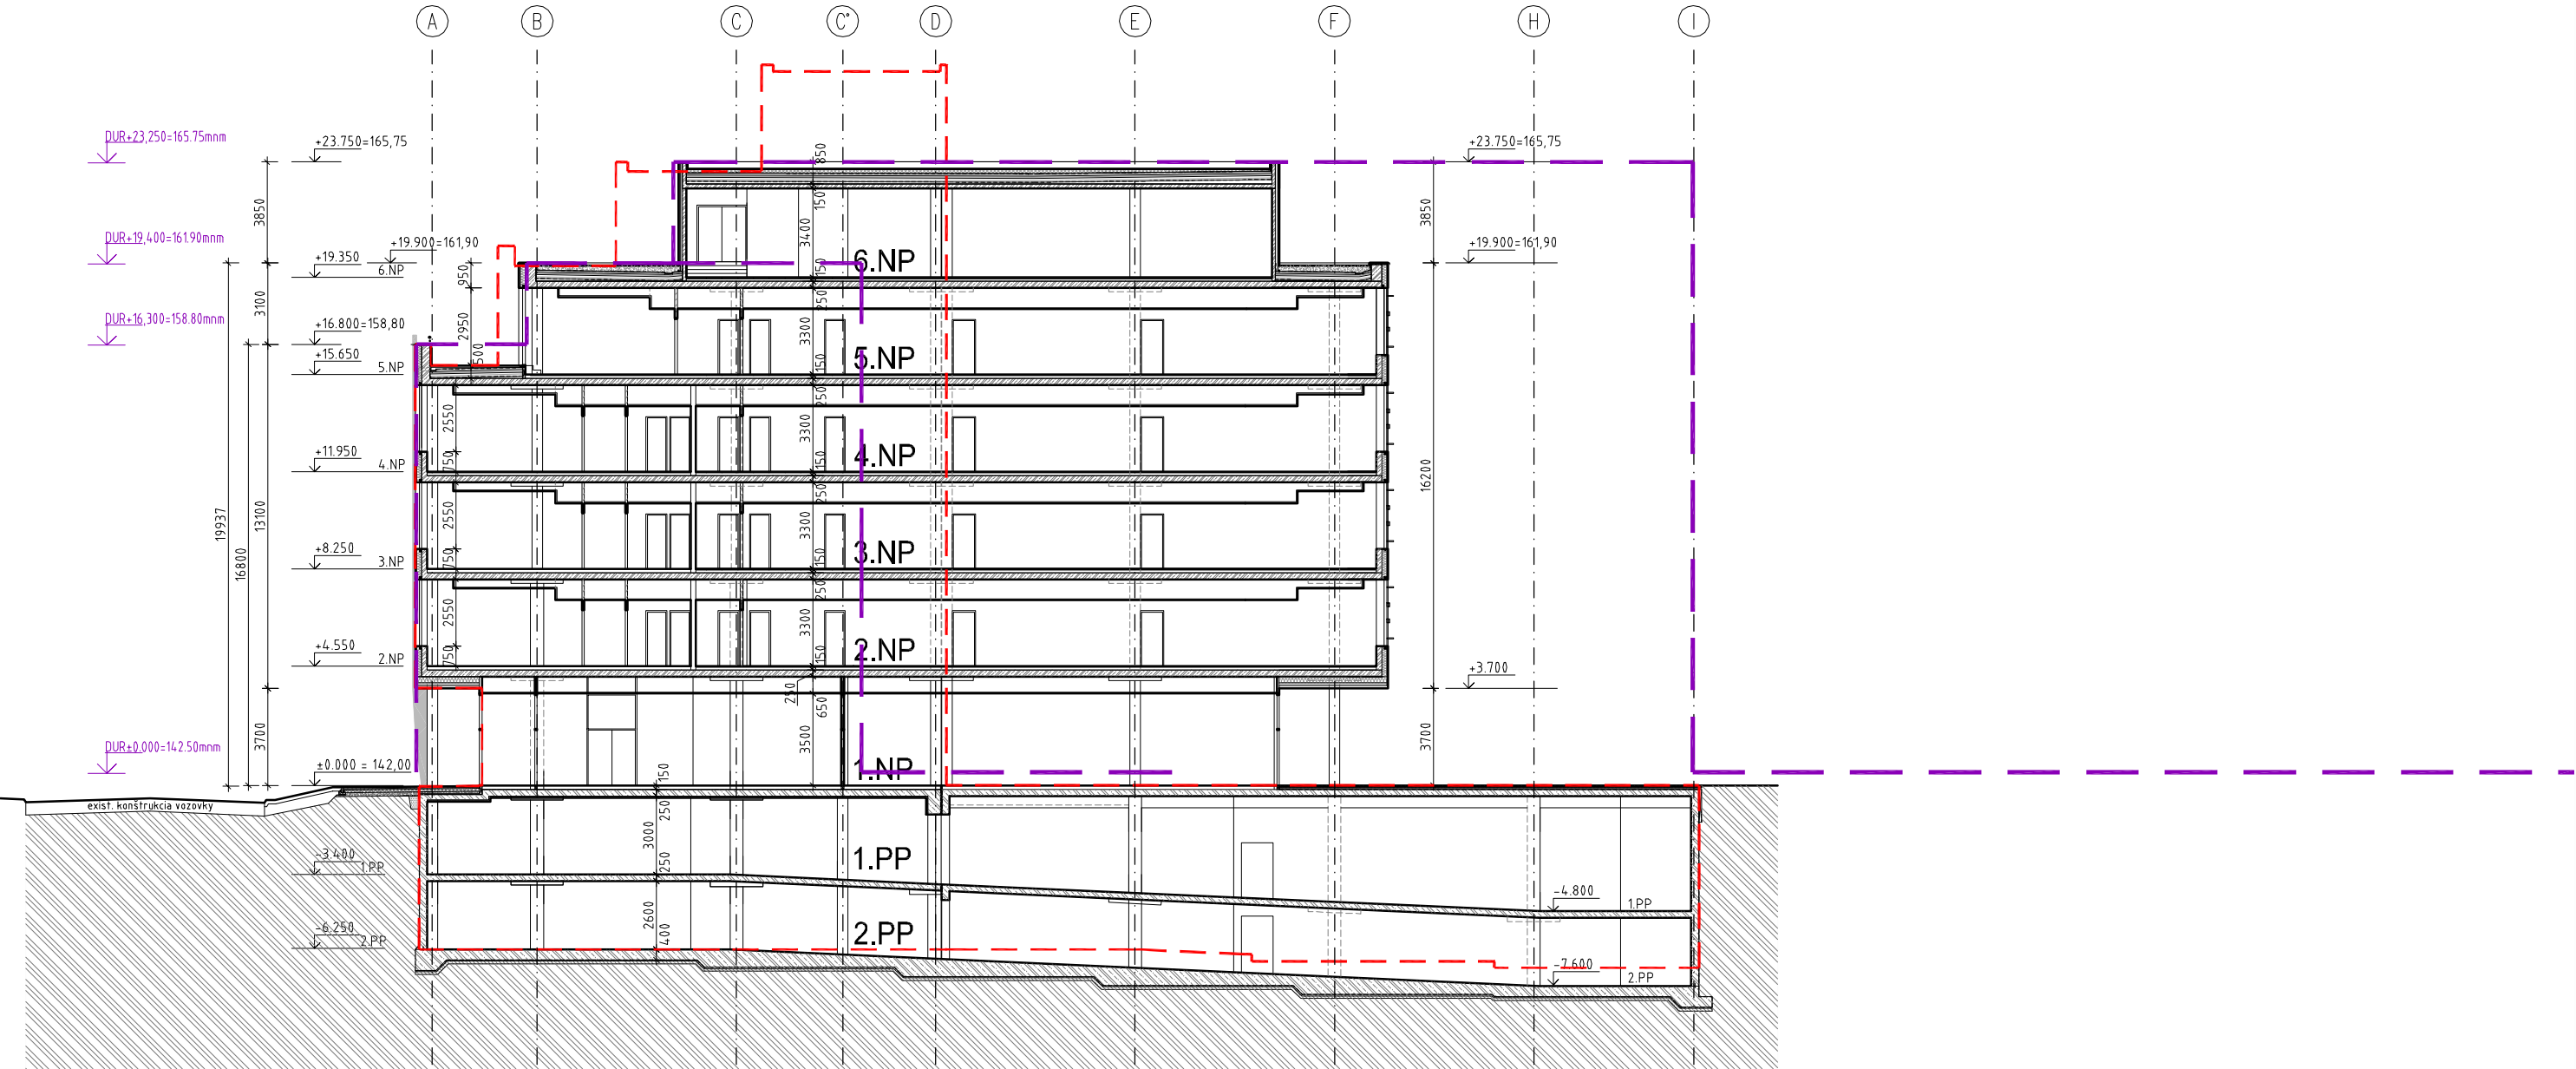 A B C C° D E F H I
DUR+23,250=165.75mnm
+23.750=165,75
+23.750=165,75
850
150
3400
150
6.NP
3850
3850
DUR+19,400=161.90mnm
+19.900=161,90
+19.900=161,90
+19.350
6.NP
950
250
3100
2950
500
3300
150
5.NP
DUR+16,300=158.80mnm
+16.800=158,80
+15.650
5.NP
250
2550
750
3300
150
4.NP
+11.950
4.NP
250
2550
750
3300
150
3.NP
+8.250
3.NP
250
2550
750
3300
150
2.NP
+4.550
2.NP
19937
16800
13100
16200
+3.700
250
650
3500
3700
3700
1.NP
DUR±0.000=142.50mnm
±0.000 = 142,00
150
250
exist. konštrukcia vozovky
3000
250
1.PP
-3.400
1.PP
-4.800
1.PP
2600
400
2.PP
-6.250
2.PP
-7.600
2.PP